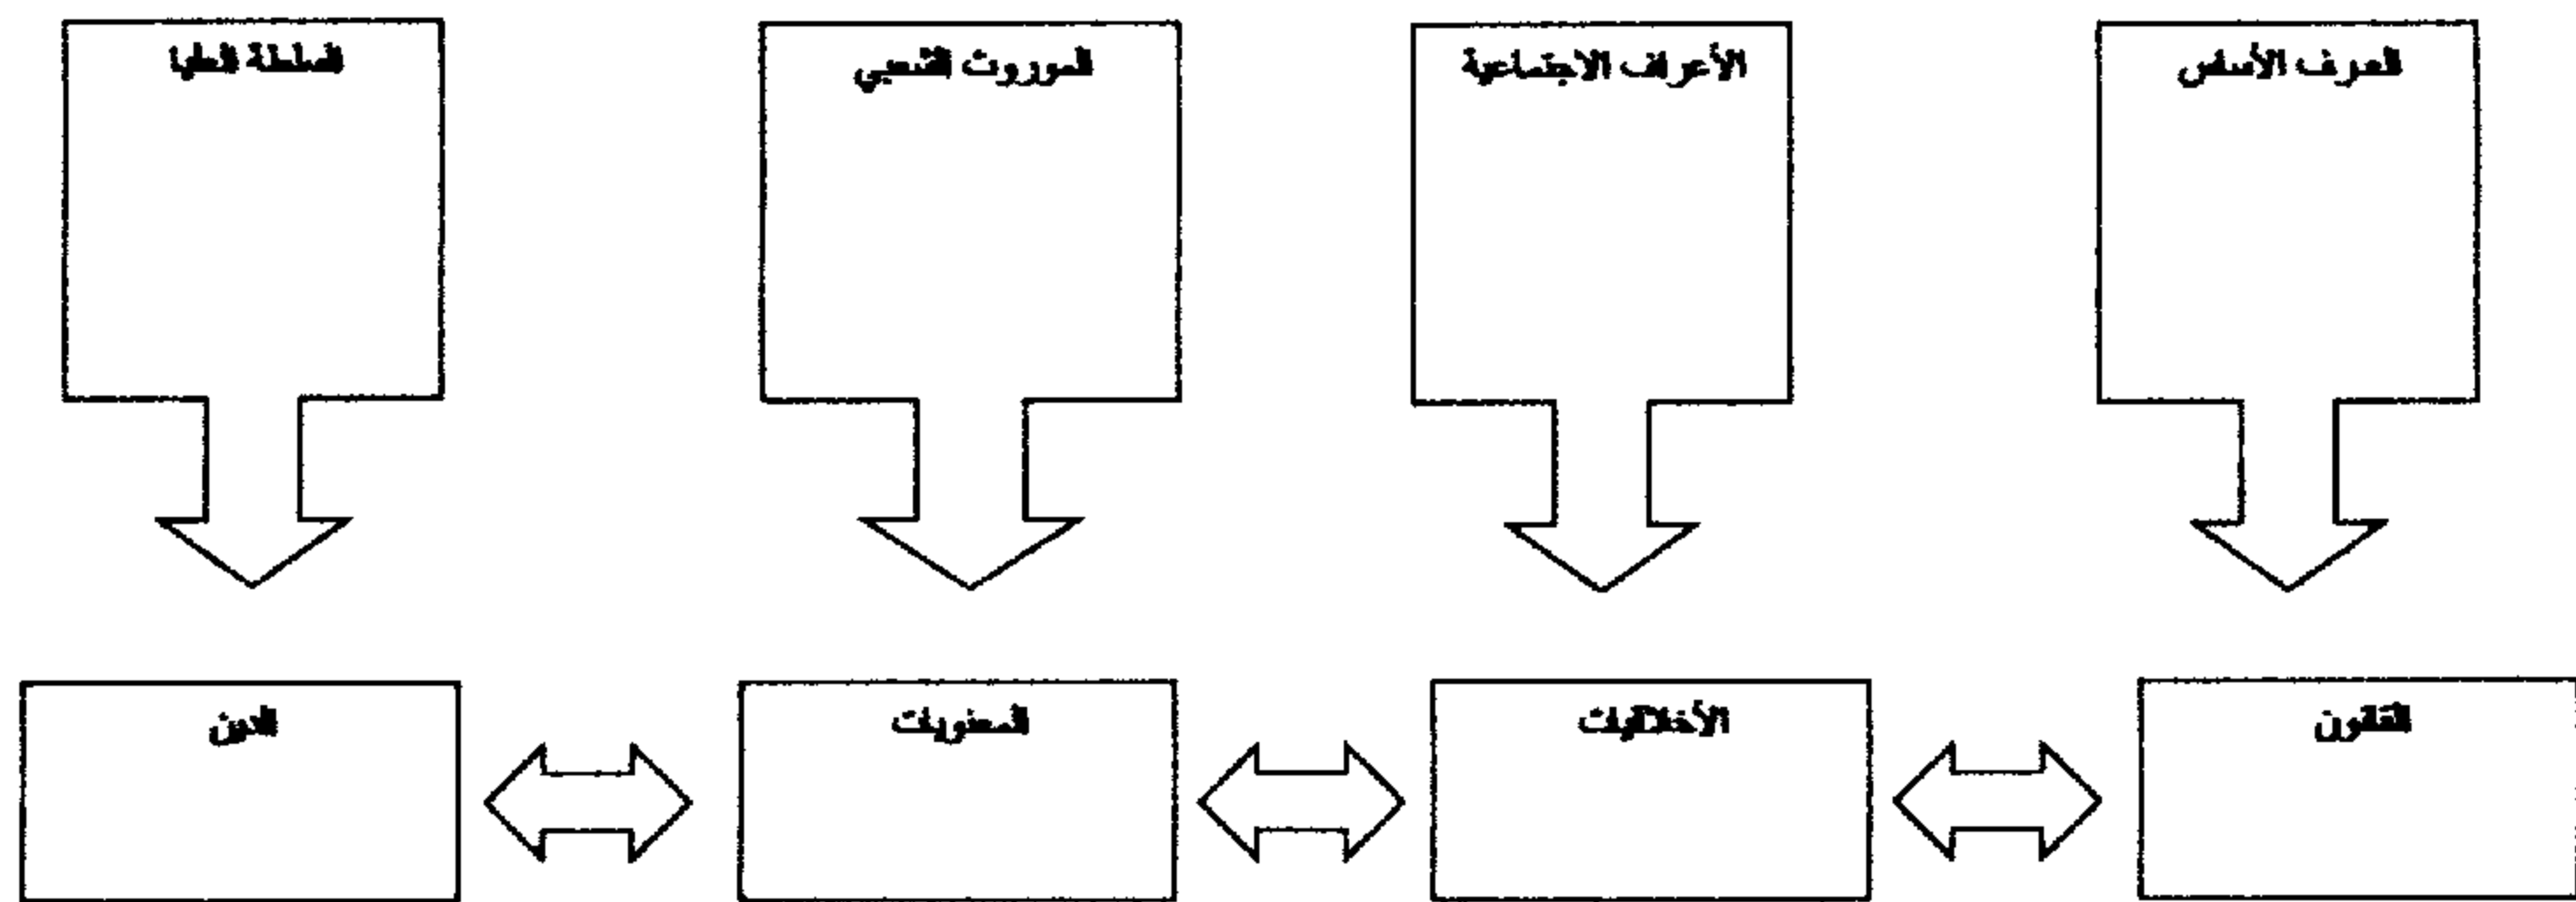 العرف الأساس
الأعراف الاجتماعية
الموروث الشعبي
السلطة العليا
القانون
الأخلاقيات
المعنويات
الدين